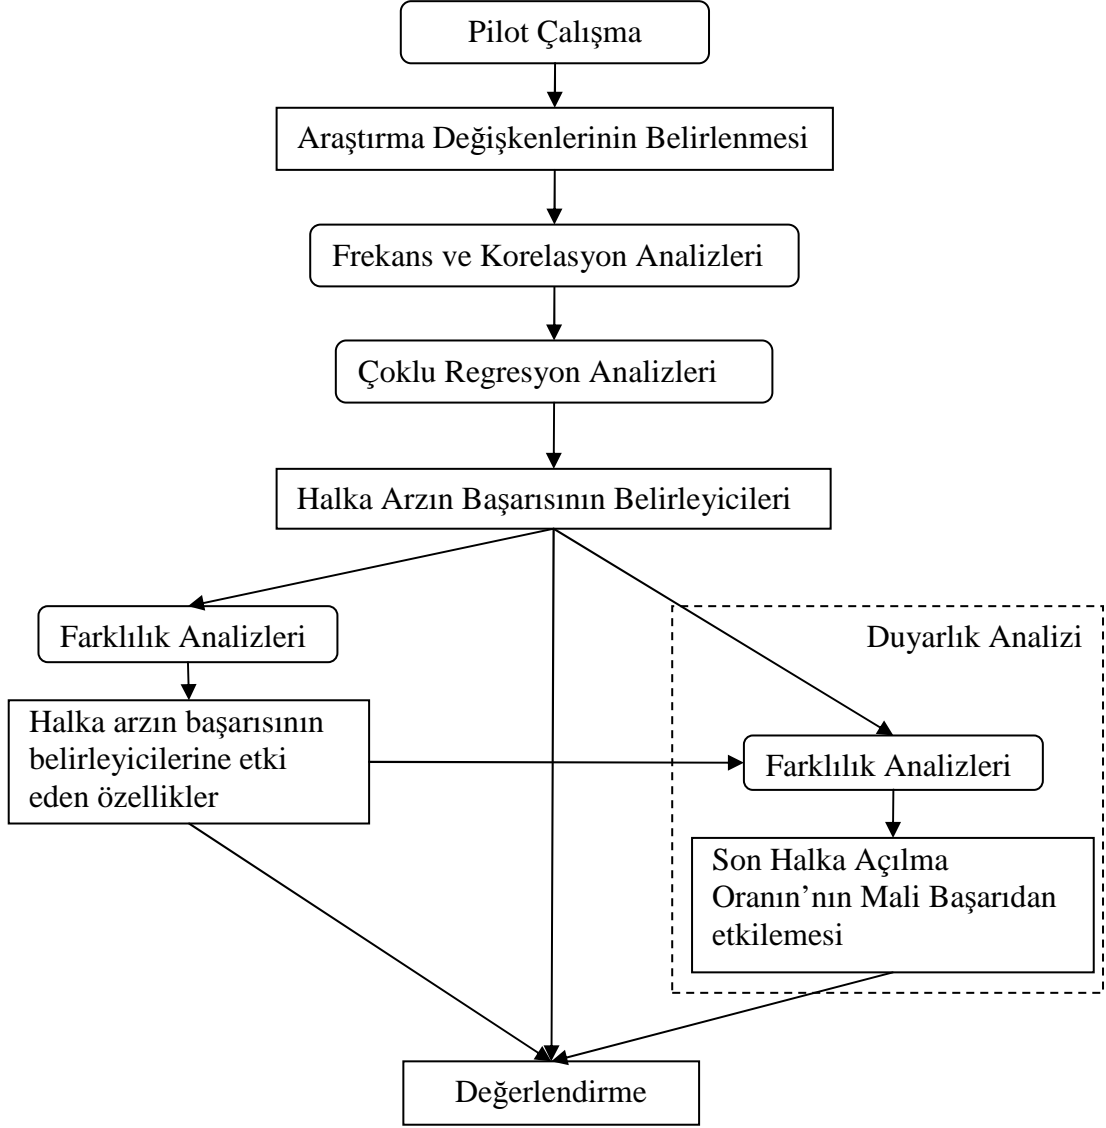 Pilot Çalışma
Araştırma Değişkenlerinin Belirlenmesi
Frekans ve Korelasyon Analizleri
Çoklu Regresyon Analizleri
Halka Arzın Başarısının Belirleyicileri
Farklılık Analizleri
Halka arzın başarısının
belirleyicilerine etki
eden özellikler
Duyarlık Analizi
Farklılık Analizleri
Son Halka Açılma
Oranın’nın Mali Başarıdan
etkilemesi
Değerlendirme